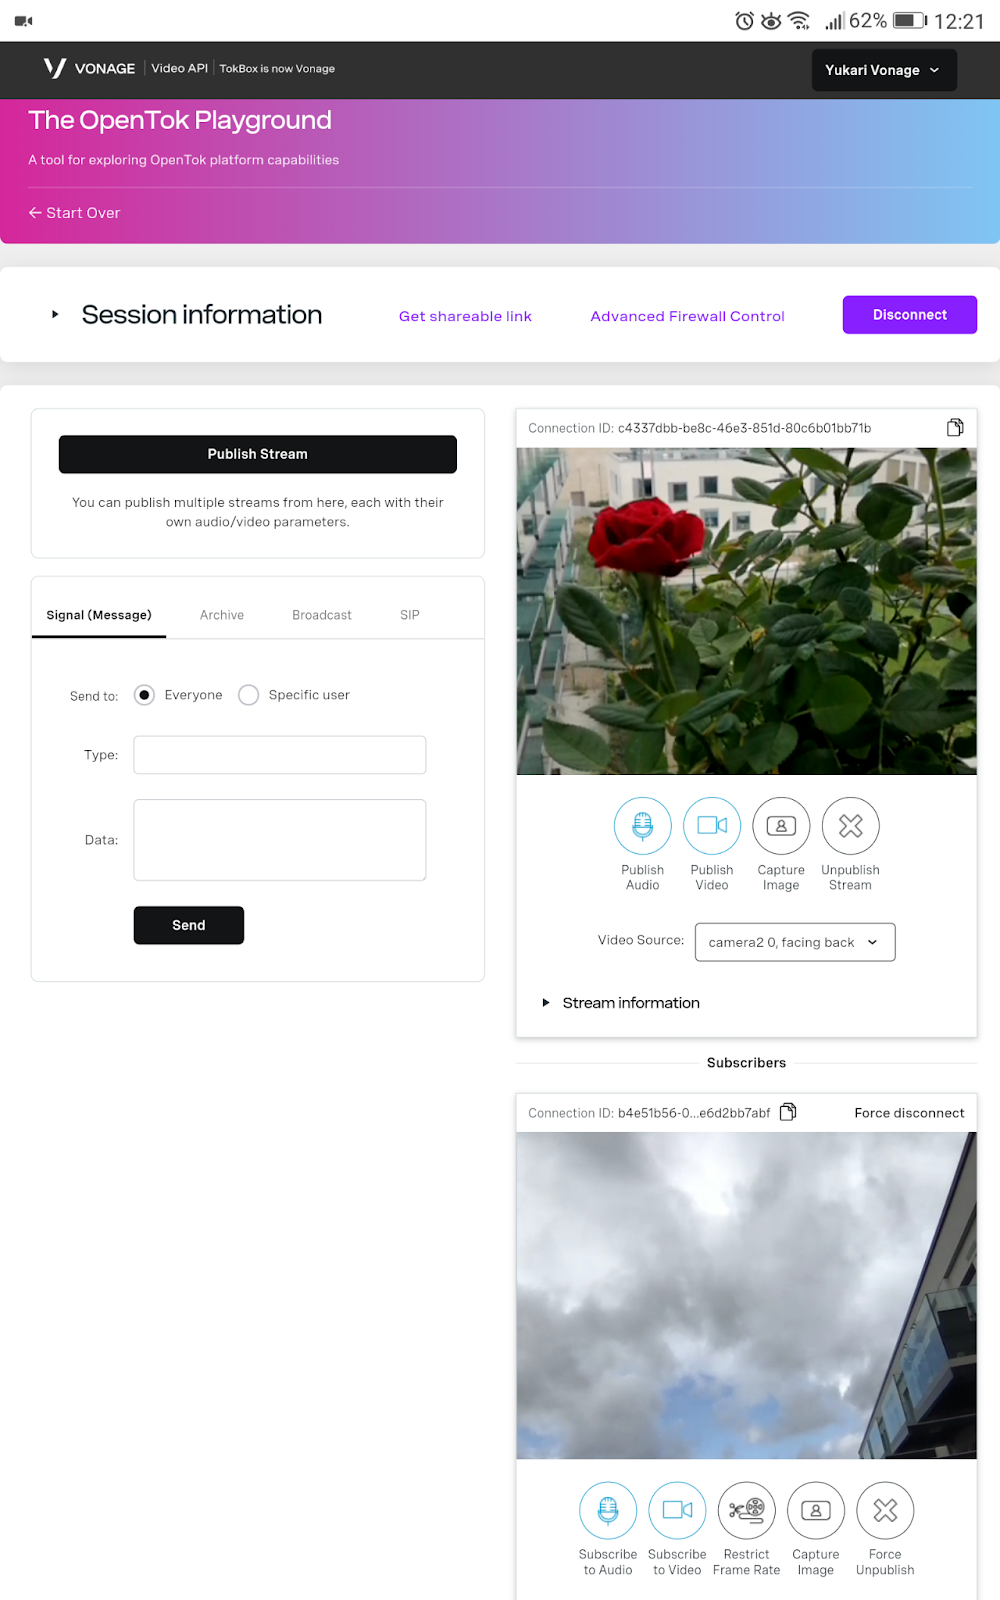 62% 12:21
VONAGE Video API TokBox is now Vonage
Yukari Vonage
The OpenTok Playground
A tool for exploring OpenTok platform capabilities
← Start Over
Session information
Get shareable link
Advanced Firewall Control
Disconnect
Publish Stream
You can publish multiple streams from here, each with their
own audio/video parameters.
Signal (Message) Archive Broadcast SIP
Send to: Everyone Specific user
Type:
Data:
Send
Connection ID: c4337dbb-be8c-46e3-851d-80c6b01bb71b
Publish
Audio
Publish
Video
Capture
Image
Unpublish
Stream
Video Source: camera2 0, facing back
Stream information
Subscribers
Connection ID: b4e51b56-0...e6d2bb7abf
Force disconnect
Subscribe
to Audio
Subscribe
to Video
Restrict
Frame Rate
Capture
Image
Force
Unpublish